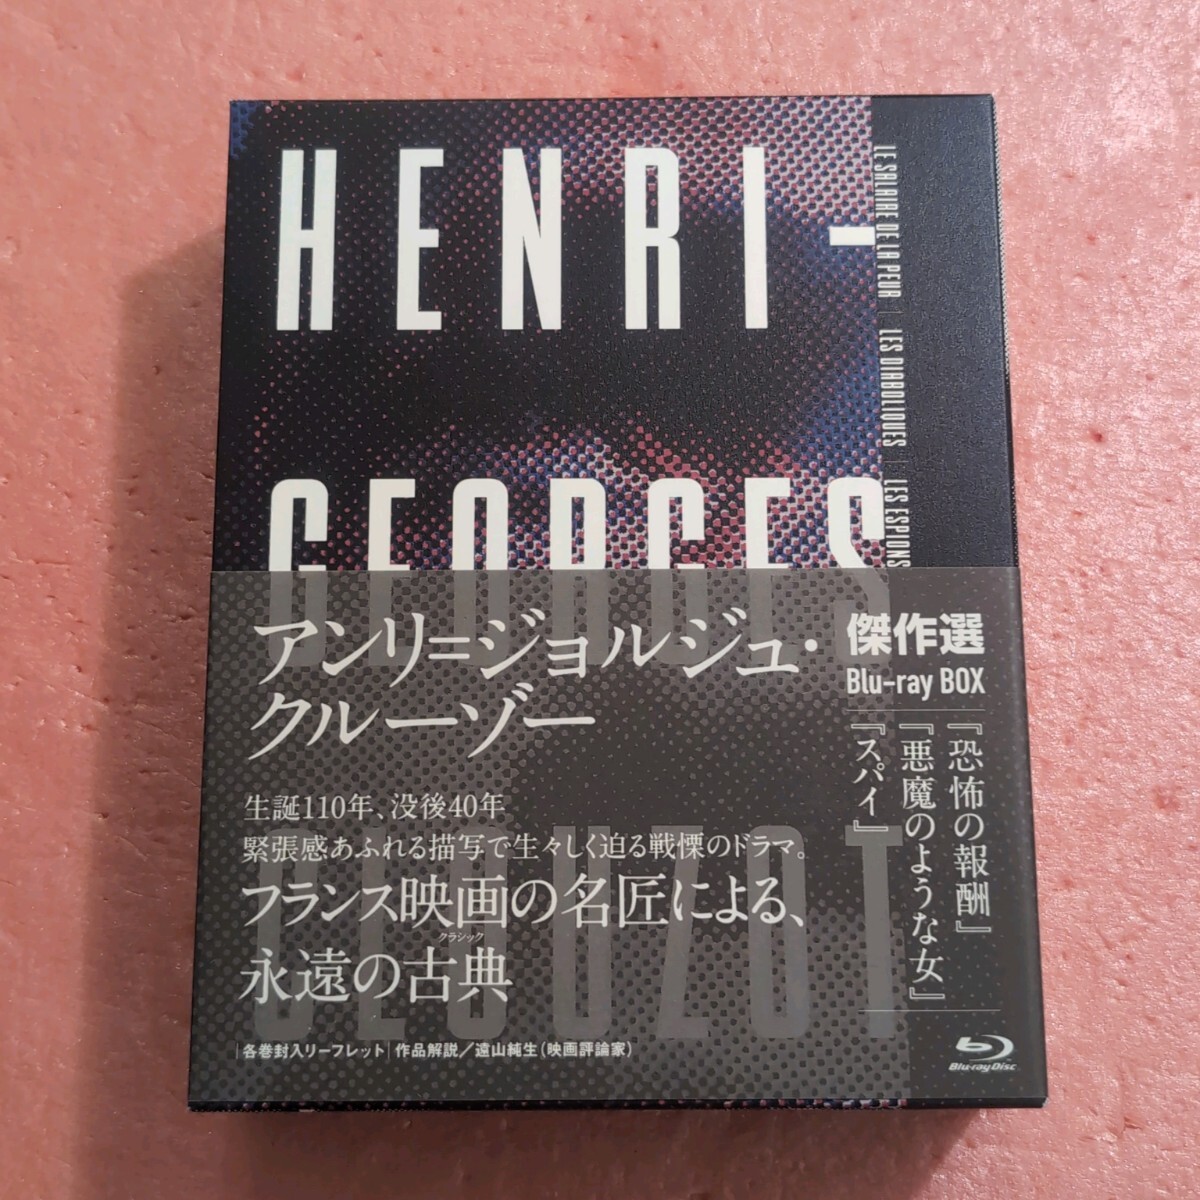 HENRI-
GEORGES
CLOUZOT
LE SALAIRE DE LA PEUR | LES DIABOLIQUES | LES ESPIONS
アンリ=ジョルジュ・
クルーゾー
傑作選
Blu-ray BOX
『恐怖の報酬』
『悪魔のような女』
『スパイ』
生誕110年、没後40年
緊張感あふれる描写で生々しく迫る戦慄のドラマ。
フランス映画の名匠による、
クラシック
永遠の古典
|各巻封入リーフレット|作品解説／遠山純生(映画評論家)
Blu-ray Disc